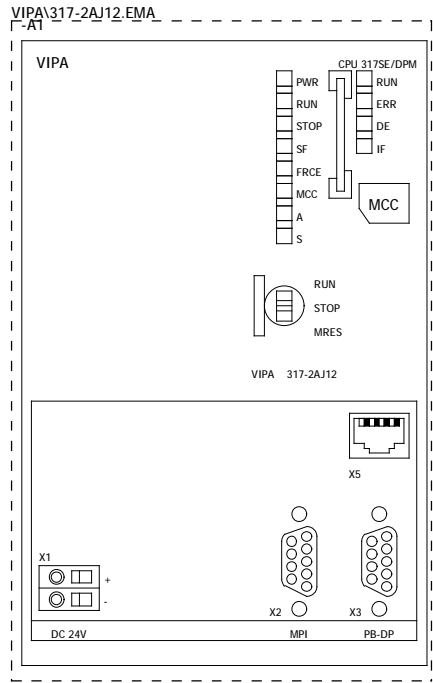 VIPA\317-2AJ12.EMA
-A1
VIPA
CPU 317SE/DPM
PWR
RUN
STOP
SF
FRCE
MCC
A
S
RUN
ERR
DE
IF
MCC
RUN
STOP
MRES
VIPA 317-2AJ12
X5
X1
+
-
X2
X3
DC 24V
MPI
PB-DP